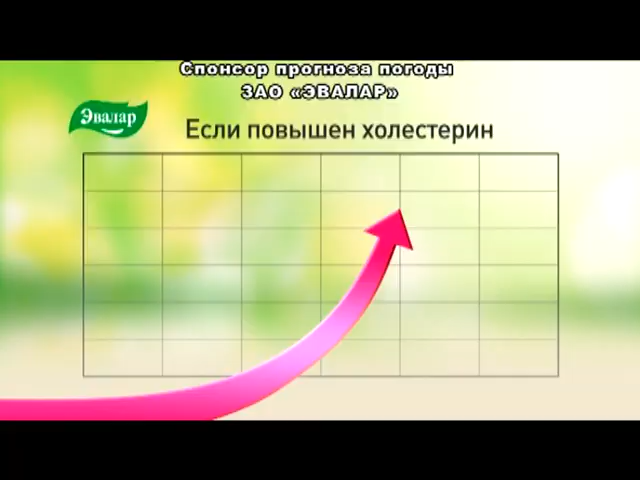 Спонсор прогноза погоды
ЗАО «ЭВАЛАР»
Эвалар
Если повышен холестерин